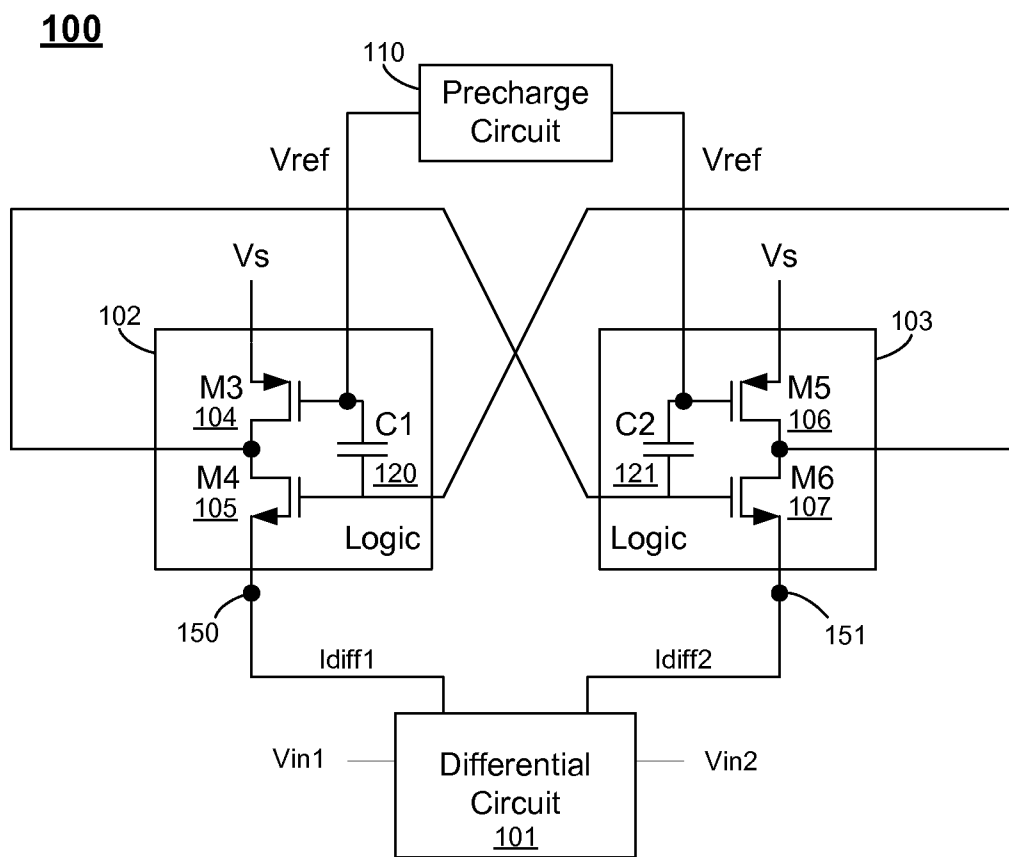 100
110
Precharge
Circuit
Vref
Vref
Vs
Vs
102
103
M3
104
C1
120
M4
105
Logic
M5
106
C2
121
M6
107
Logic
150
151
Idiff1
Idiff2
Vin1
Vin2
Differential
Circuit
101